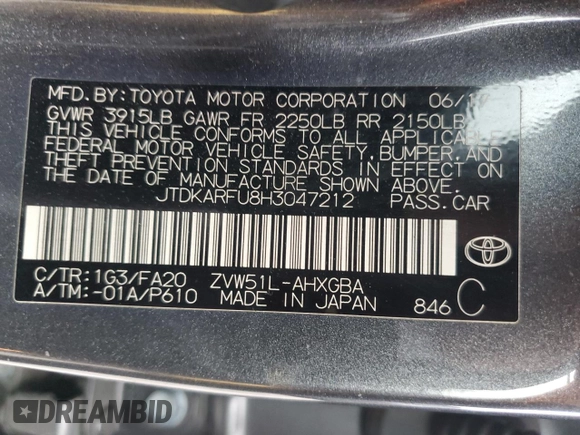 MFD.BY:TOYOTA MOTOR CORPORATION 06/
GVWR 3915LB GAWR FR 2250LB RR 2150LB
THIS VEHICLE CONFORMS TO ALL APPLICABLE
FEDERAL MOTOR VEHICLE SAFETY,BUMPER,AND
THEFT PREVENTION STANDARDS IN EFFECT ON
THE DATE OF MANUFACTURE SHOWN ABOVE.
JTDKARFU8H3047212 PASS.CAR
C/TR:1G3/FA20 ZVW51L-AHXGBA
A/TM:-01A/P610 MADE IN JAPAN 846 C
DREAMBID